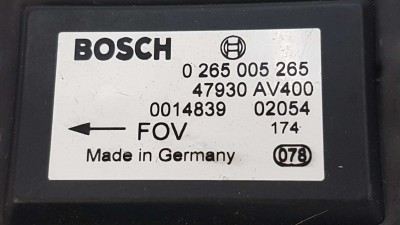 BOSCH
0 265 005 265
47930 AV400
0014839 02054
← FOV 174
Made in Germany 078